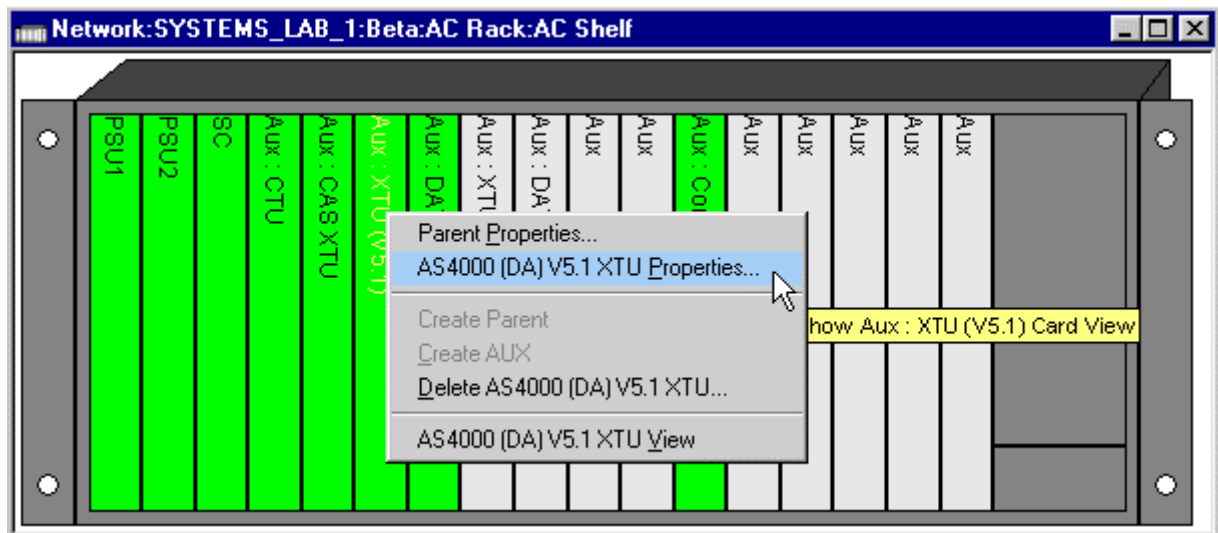 Network:SYSTEMS_LAB_1:Beta:AC Rack:AC Shelf
PSU1
PSU2
SC
Aux : CTU
Aux : CAS XTU
Aux : XTU (V5.1)
Aux : DA
Aux : XTU
Aux : DA
Aux
Aux
Aux : Co
Aux
Aux
Aux
Aux
Aux
Parent Properties...
AS4000 (DA) V5.1 XTU Properties...
Create Parent
Create AUX
Delete AS4000 (DA) V5.1 XTU...
AS4000 (DA) V5.1 XTU View
how Aux : XTU (V5.1) Card View